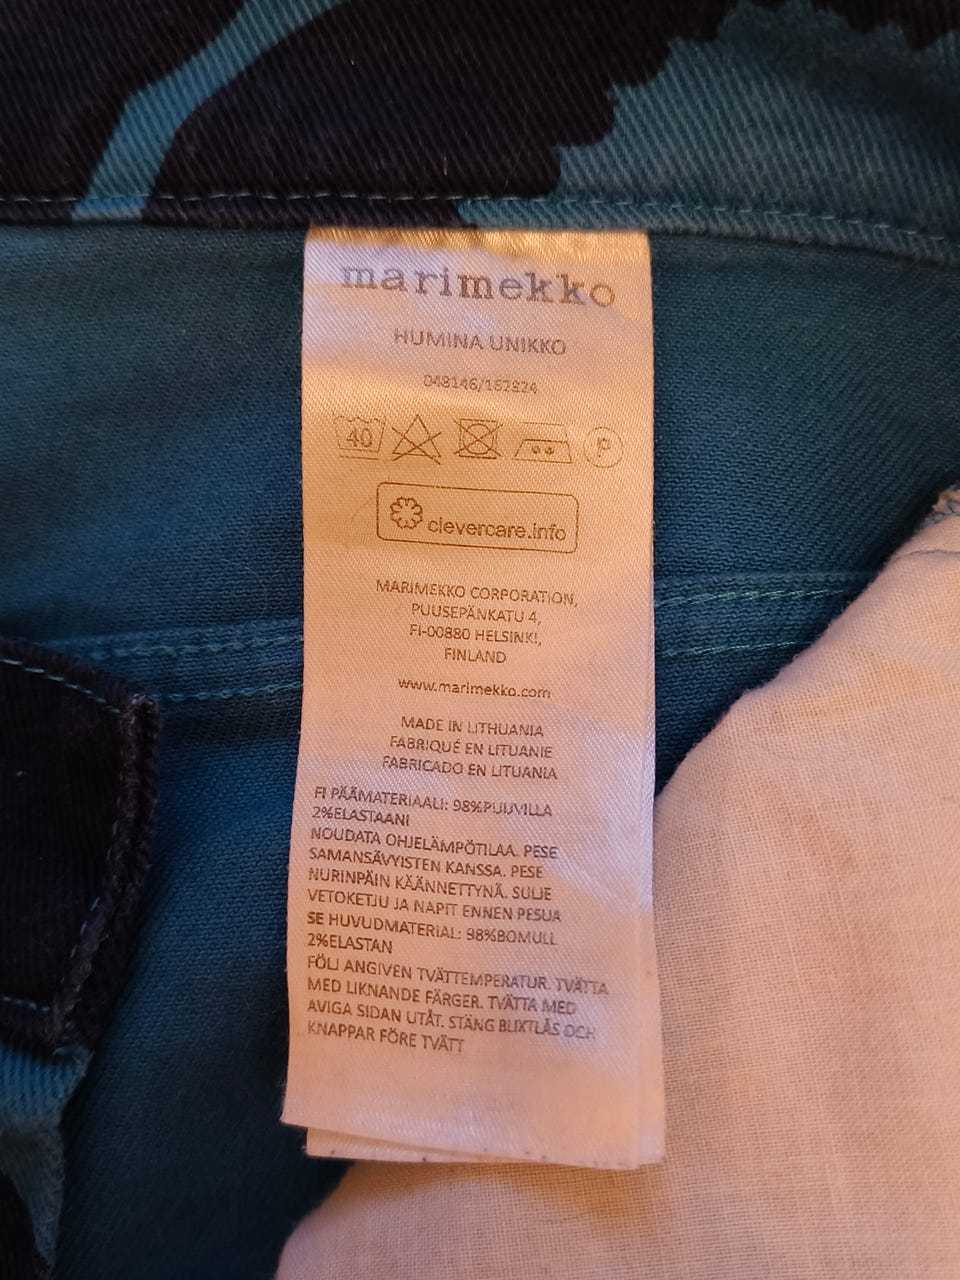 marimekko
HUMINA UNIKKO
048146/162824
40 P
clevercare.info
MARIMEKKO CORPORATION,
PUUSEPÄNKATU 4,
FI-00880 HELSINKI,
FINLAND
www.marimekko.com
MADE IN LITHUANIA
FABRIQUÉ EN LITUANIE
FABRICADO EN LITUANIA
FI PÄÄMATERIAALI: 98%PUUVILLA
2%ELASTAANI
NOUDATA OHJELÄMPÖTILAA. PESE
SAMANSÄVYISTEN KANSSA. PESE
NURINPÄIN KÄÄNNETTYNÄ. SULJE
VETOKETJU JA NAPIT ENNEN PESUA
SE HUVUDMATERIAL: 98%BOMULL
2%ELASTAN
FÖLJ ANGIVEN TVÄTTEMPERATUR. TVÄTTA
MED LIKNANDE FÄRGER. TVÄTTA MED
AVIGA SIDAN UTÅT. STÄNG BLIXTLÅS OCH
KNAPPAR FÖRE TVÄTT